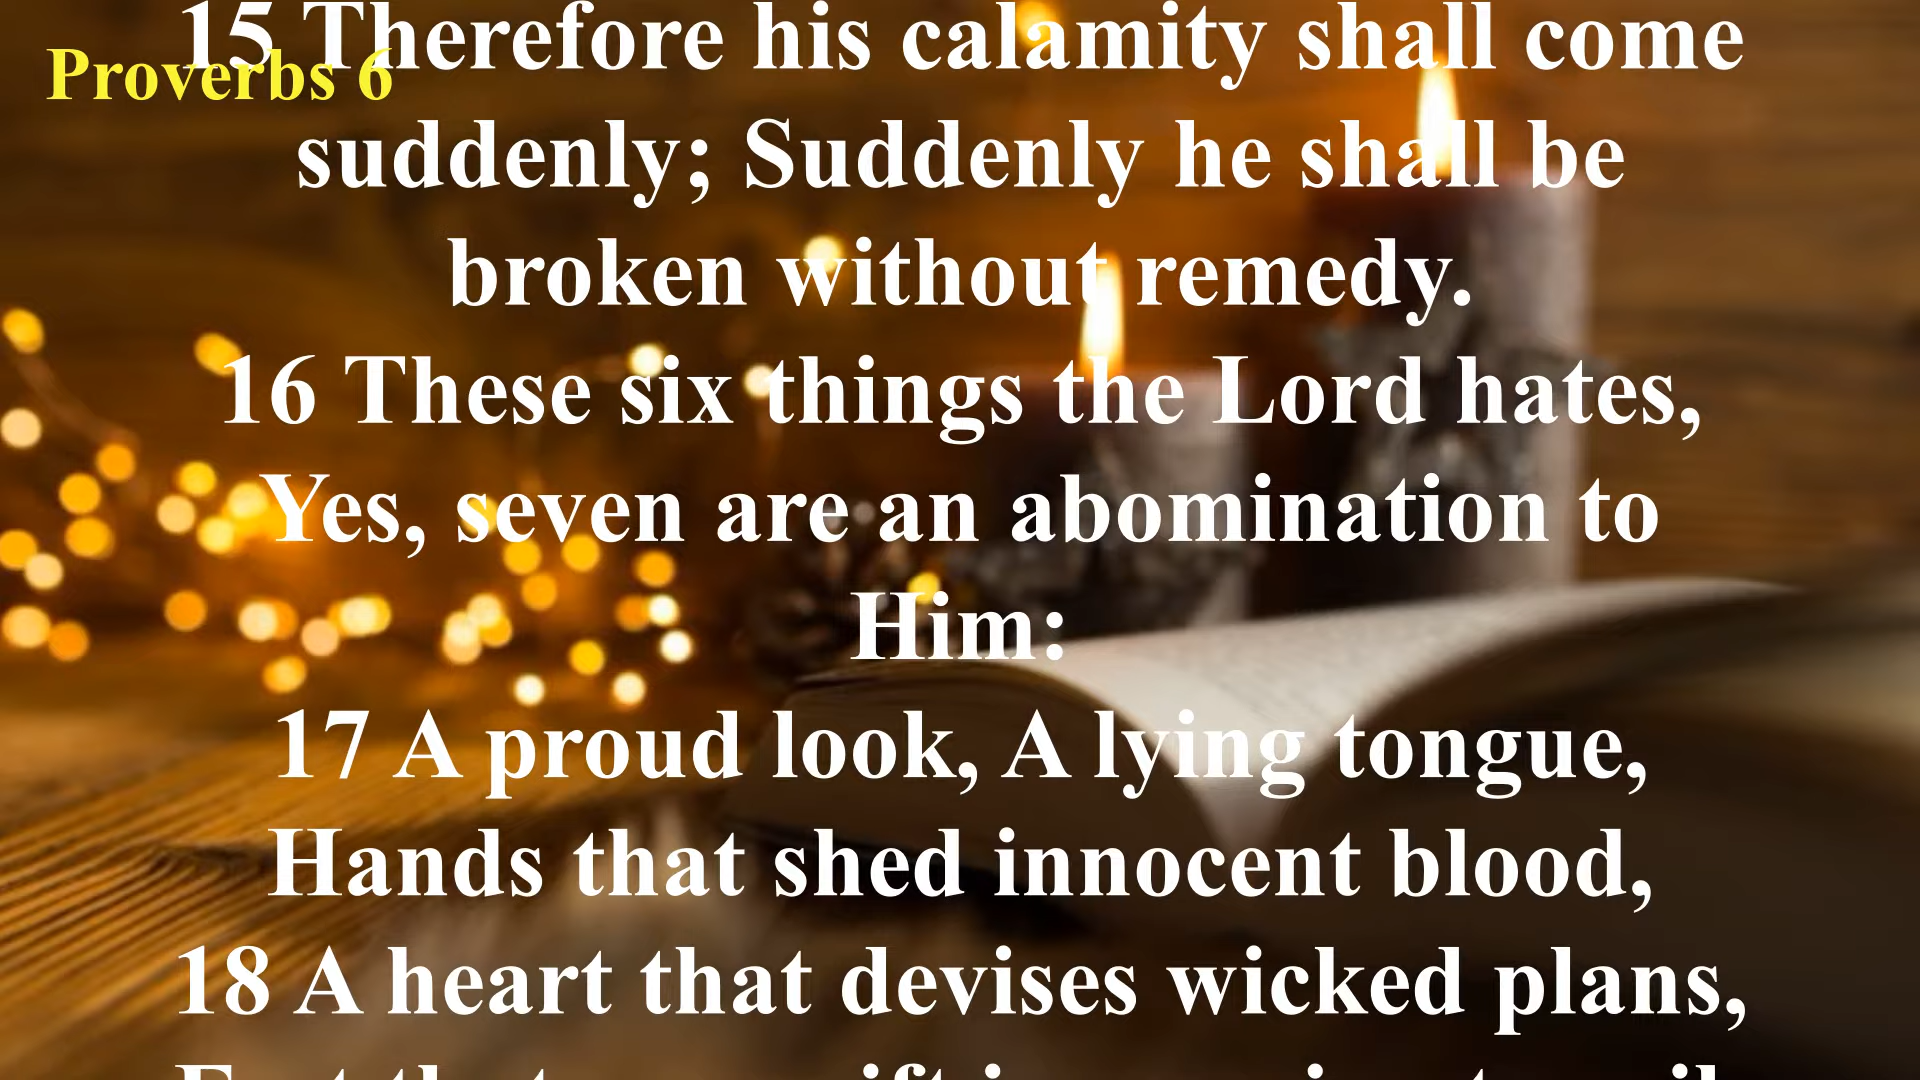 Proverbs 6
15 Therefore his calamity shall come
suddenly; Suddenly he shall be
broken without remedy.
16 These six things the Lord hates,
Yes, seven are an abomination to
Him:
17 A proud look, A lying tongue,
Hands that shed innocent blood,
18 A heart that devises wicked plans,